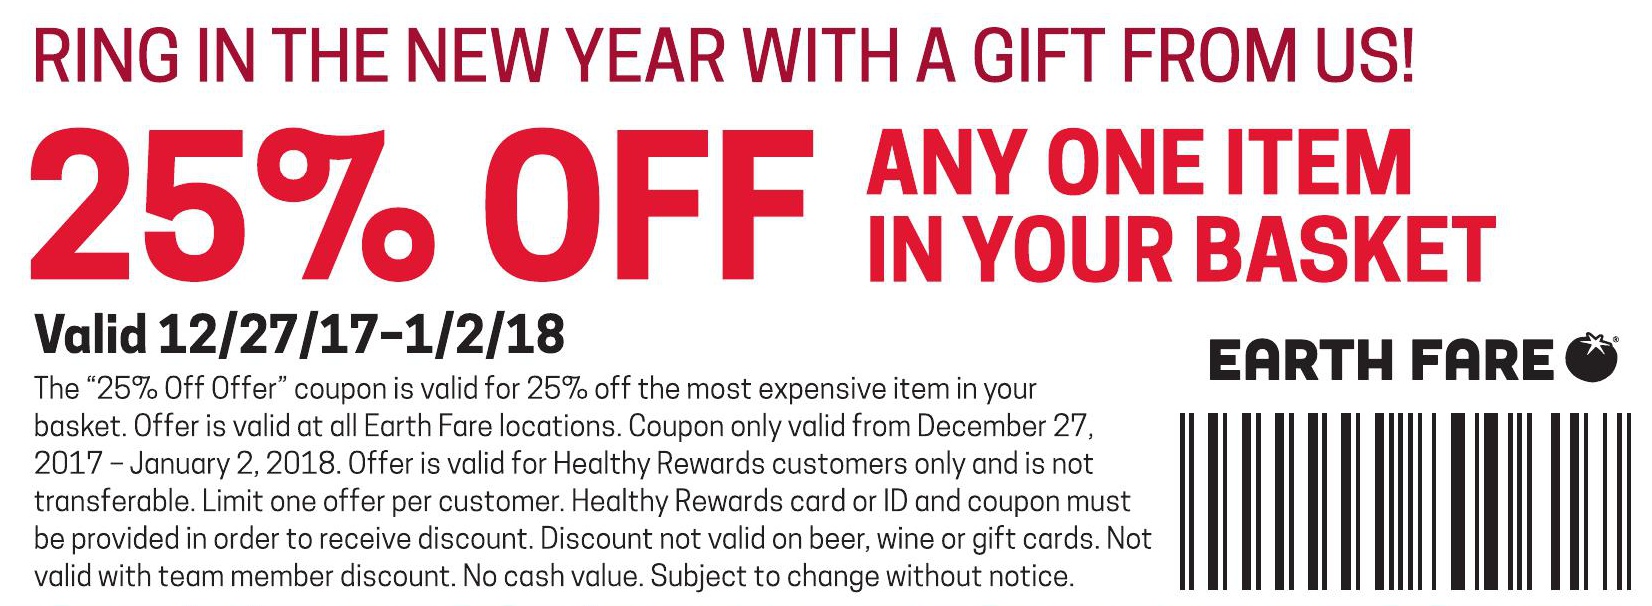 RING IN THE NEW YEAR WITH A GIFT FROM US!
25% OFF
ANY ONE ITEM
IN YOUR BASKET
Valid 12/27/17–1/2/18
The “25% Off Offer” coupon is valid for 25% off the most expensive item in your
basket. Offer is valid at all Earth Fare locations. Coupon only valid from December 27,
2017 – January 2, 2018. Offer is valid for Healthy Rewards customers only and is not
transferable. Limit one offer per customer. Healthy Rewards card or ID and coupon must
be provided in order to receive discount. Discount not valid on beer, wine or gift cards. Not
valid with team member discount. No cash value. Subject to change without notice.
EARTH FARE®